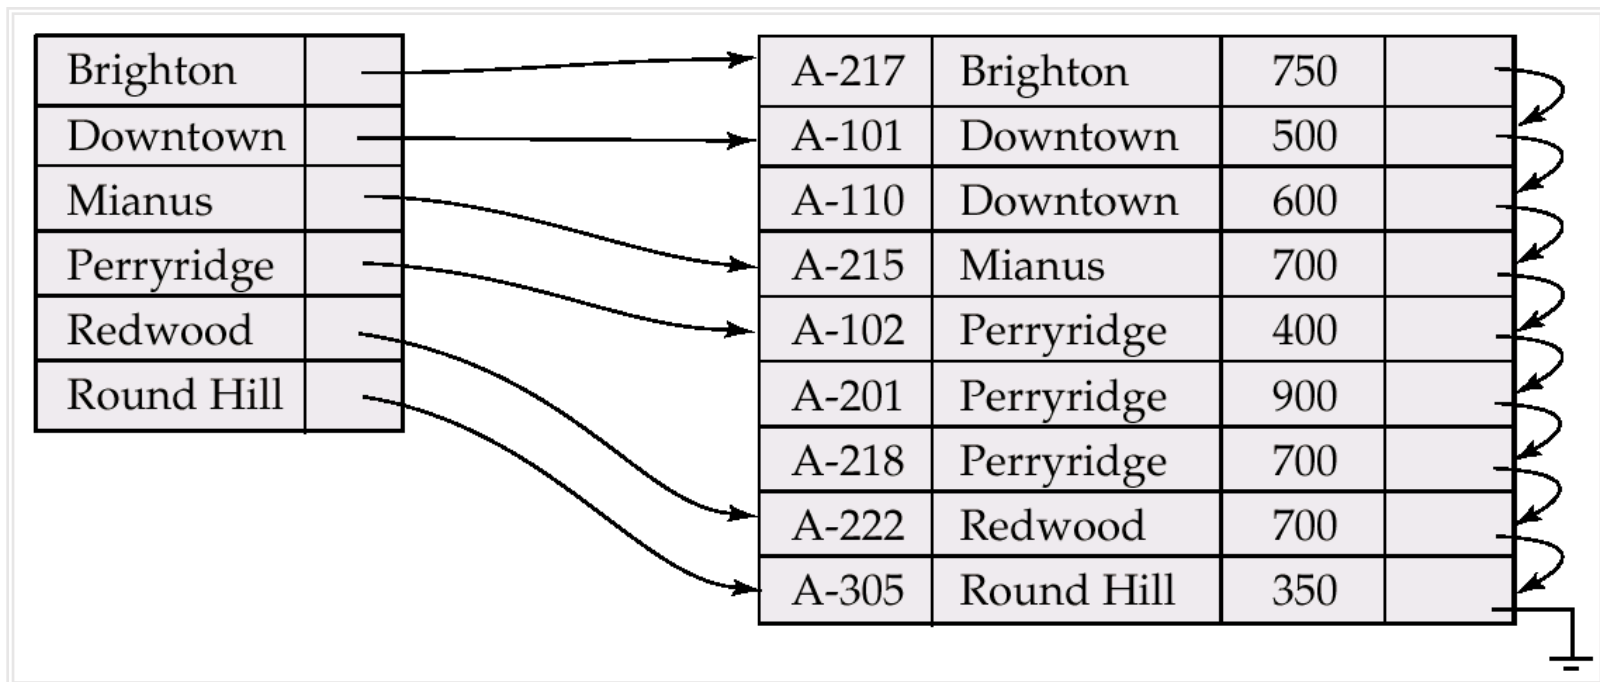 Brighton
Downtown
Mianus
Perryridge
Redwood
Round Hill
A-217 Brighton 750
A-101 Downtown 500
A-110 Downtown 600
A-215 Mianus 700
A-102 Perryridge 400
A-201 Perryridge 900
A-218 Perryridge 700
A-222 Redwood 700
A-305 Round Hill 350